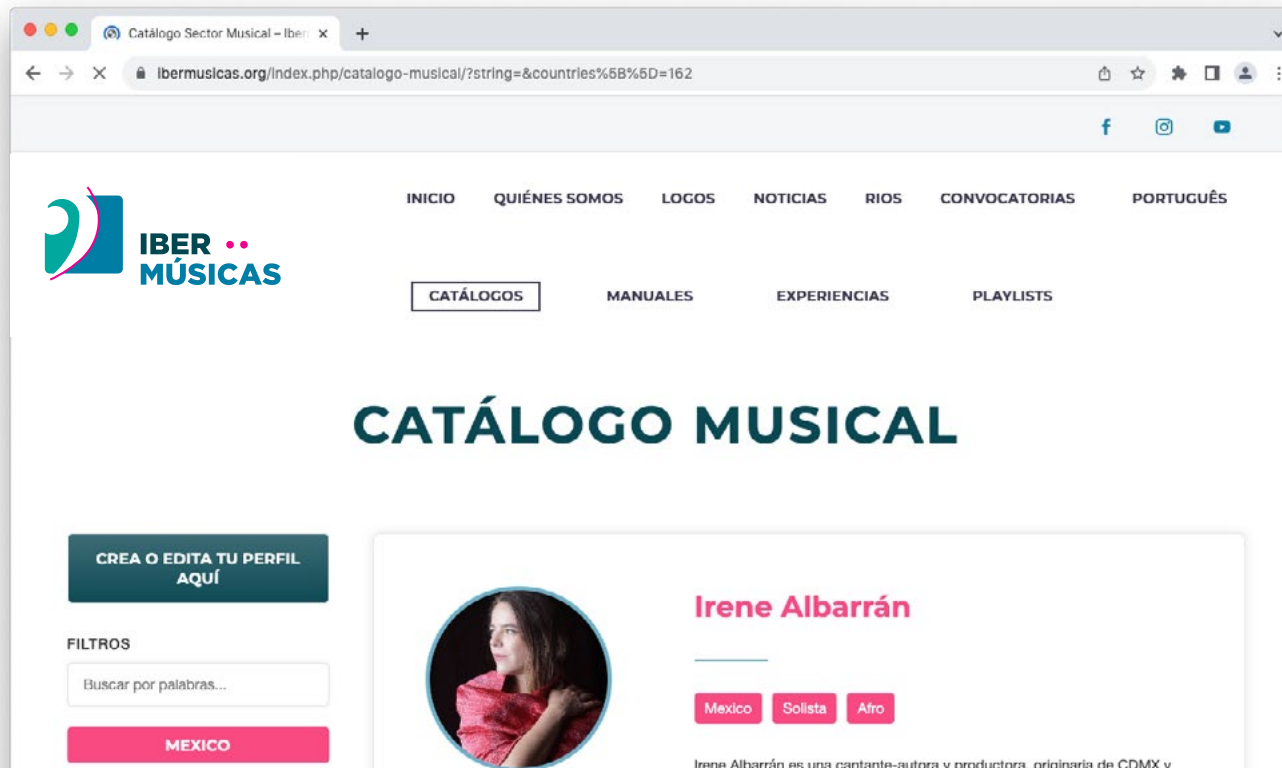 Catálogo Sector Musical – Iber
ibermusicas.org/index.php/catalogo-musical/?string=&countries%5B%5D=162
INICIO QUIÉNES SOMOS LOGOS NOTICIAS RIOS CONVOCATORIAS PORTUGUÊS
IBER
MÚSICAS
CATÁLOGOS MANUALES EXPERIENCIAS PLAYLISTS
CATÁLOGO MUSICAL
CREA O EDITA TU PERFIL
AQUÍ
FILTROS
Buscar por palabras...
MEXICO
Irene Albarrán
Mexico Solista Afro
Irene Albarrán es una cantante-autora y productora, originaria de CDMX y